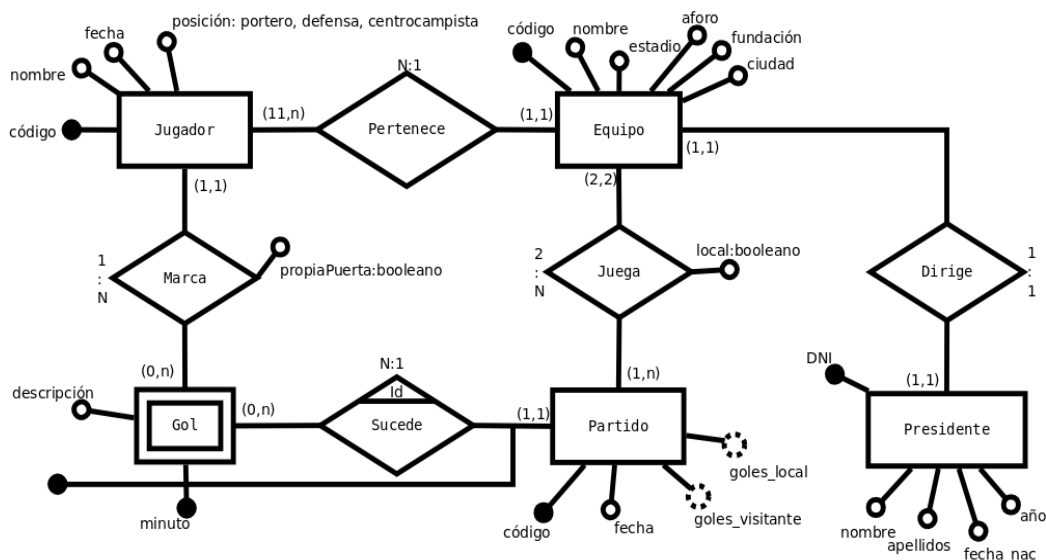 posición: portero, defensa, centrocampista
fecha
nombre
código
Jugador
(11,n)
N:1
Pertenece
(1,1)
código
nombre
estadio
aforo
fundación
ciudad
Equipo
(1,1)
(1,1)
(2,2)
1
:
N
Marca
propiaPuerta:booleano
2
:
N
Juega
local:booleano
Dirige
1
:
1
(0,n)
descripción
Gol
(0,n)
minuto
N:1
Id
Sucede
(1,1)
(1,n)
Partido
goles_local
goles_visitante
código
fecha
DNI
(1,1)
Presidente
nombre
apellidos
fecha_nac
año